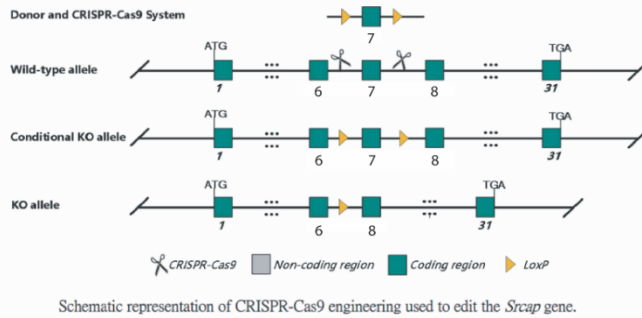 Donor and CRISPR-Cas9 System
7
ATG TGA
Wild-type allele
1 6 7 8 31
ATG TGA
Conditional KO allele
1 6 7 8 31
ATG TGA
KO allele
1 6 8 31
CRISPR-Cas9 Non-coding region Coding region LoxP
Schematic representation of CRISPR-Cas9 engineering used to edit the Srcap gene.